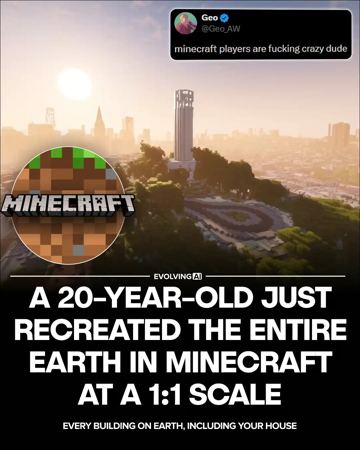 Geo
@Geo_AW
minecraft players are fucking crazy dude
MINECRAFT
EVOLVING AI
A 20-YEAR-OLD JUST
RECREATED THE ENTIRE
EARTH IN MINECRAFT
AT A 1:1 SCALE
EVERY BUILDING ON EARTH, INCLUDING YOUR HOUSE